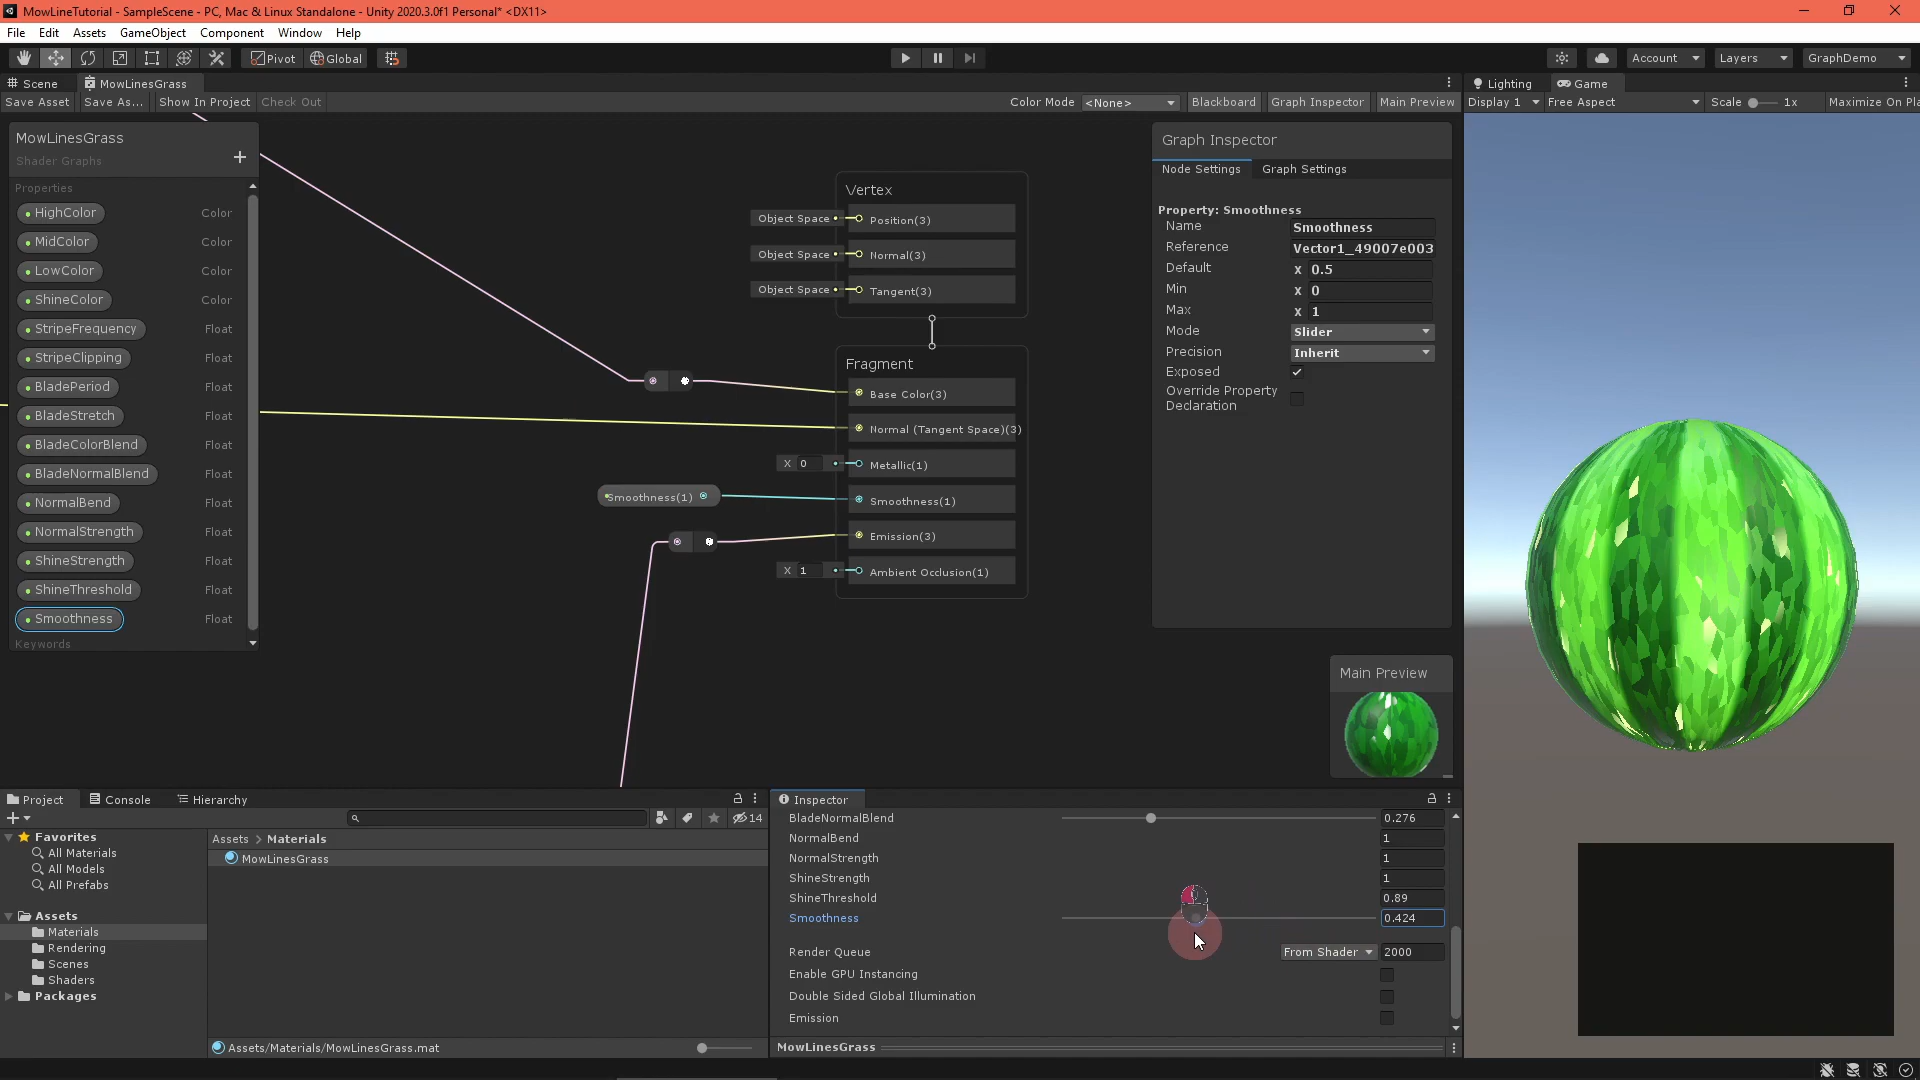 MowLineTutorial - SampleScene - PC, Mac & Linux Standalone - Unity 2020.3.0f1 Personal* <DX11>
File Edit Assets GameObject Component Window Help
Pivot Global Account Layers GraphDemo
Scene MowLinesGrass Lighting Game
Save Asset Save As... Show In Project Check Out Color Mode <None> Blackboard Graph Inspector Main Preview Display 1 Free Aspect Scale 1x Maximize On Pla
MowLinesGrass
Shader Graphs
+
Properties
HighColor Color
MidColor Color
LowColor Color
ShineColor Color
StripeFrequency Float
StripeClipping Float
BladePeriod Float
BladeStretch Float
BladeColorBlend Float
BladeNormalBlend Float
NormalBend Float
NormalStrength Float
ShineStrength Float
ShineThreshold Float
Smoothness Float
Keywords
Vertex
Object Space Position(3)
Object Space Normal(3)
Object Space Tangent(3)
Fragment
Base Color(3)
Normal (Tangent Space)(3)
X 0 Metallic(1)
Smoothness(1) Smoothness(1)
Emission(3)
X 1 Ambient Occlusion(1)
Graph Inspector
Node Settings Graph Settings
Property: Smoothness
Name Smoothness
Reference Vector1_49007e003
Default X 0.5
Min X 0
Max X 1
Mode Slider
Precision Inherit
Exposed
Override Property
Declaration
Main Preview
Project Console Hierarchy
14
Favorites
All Materials
All Models
All Prefabs
Assets
Materials
Rendering
Scenes
Shaders
Packages
Assets > Materials
MowLinesGrass
Assets/Materials/MowLinesGrass.mat
Inspector
BladeNormalBlend 0.276
NormalBend 1
NormalStrength 1
ShineStrength 1
ShineThreshold 0.89
Smoothness 0.424
Render Queue From Shader 2000
Enable GPU Instancing
Double Sided Global Illumination
Emission
MowLinesGrass